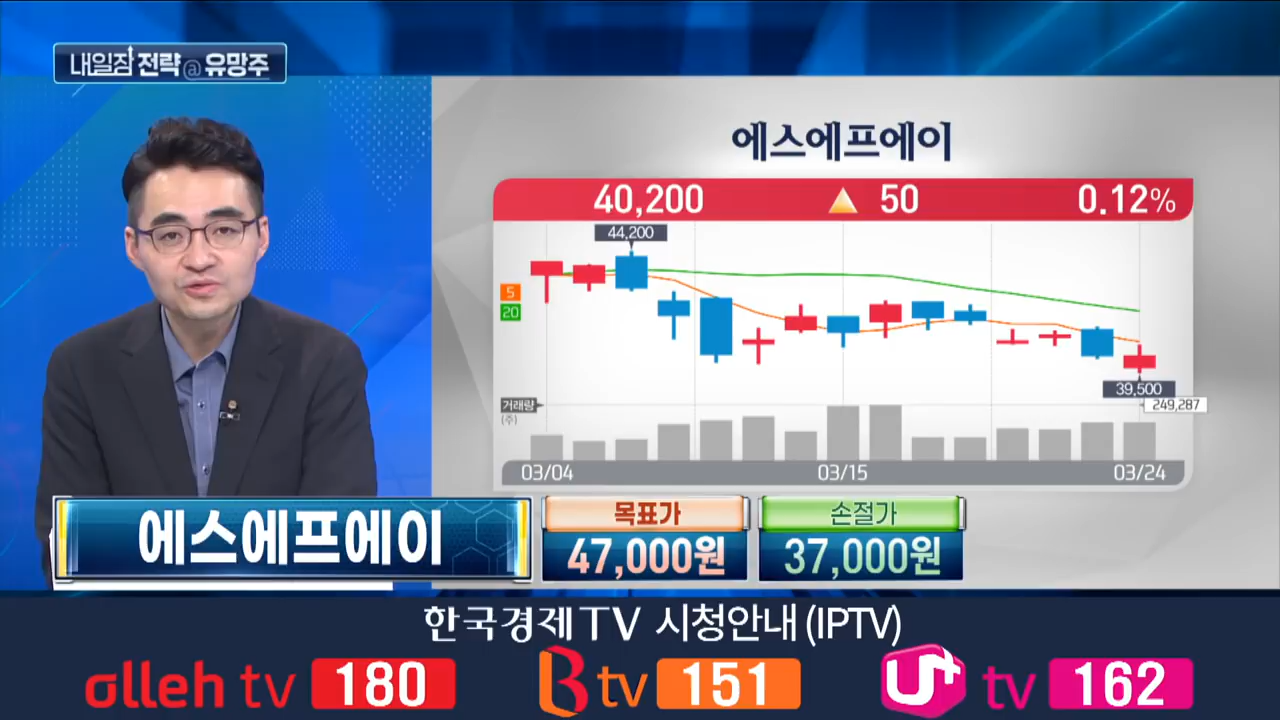 내일장 전략@유망주
에스에프에이
40,200 ▲ 50 0.12%
44,200
5
20
39,500
거래량
(주)
249,287
03/04 03/15 03/24
에스에프에이
목표가
47,000원
손절가
37,000원
한국경제TV 시청안내 (IPTV)
olleh tv 180 B tv 151 U+ tv 162